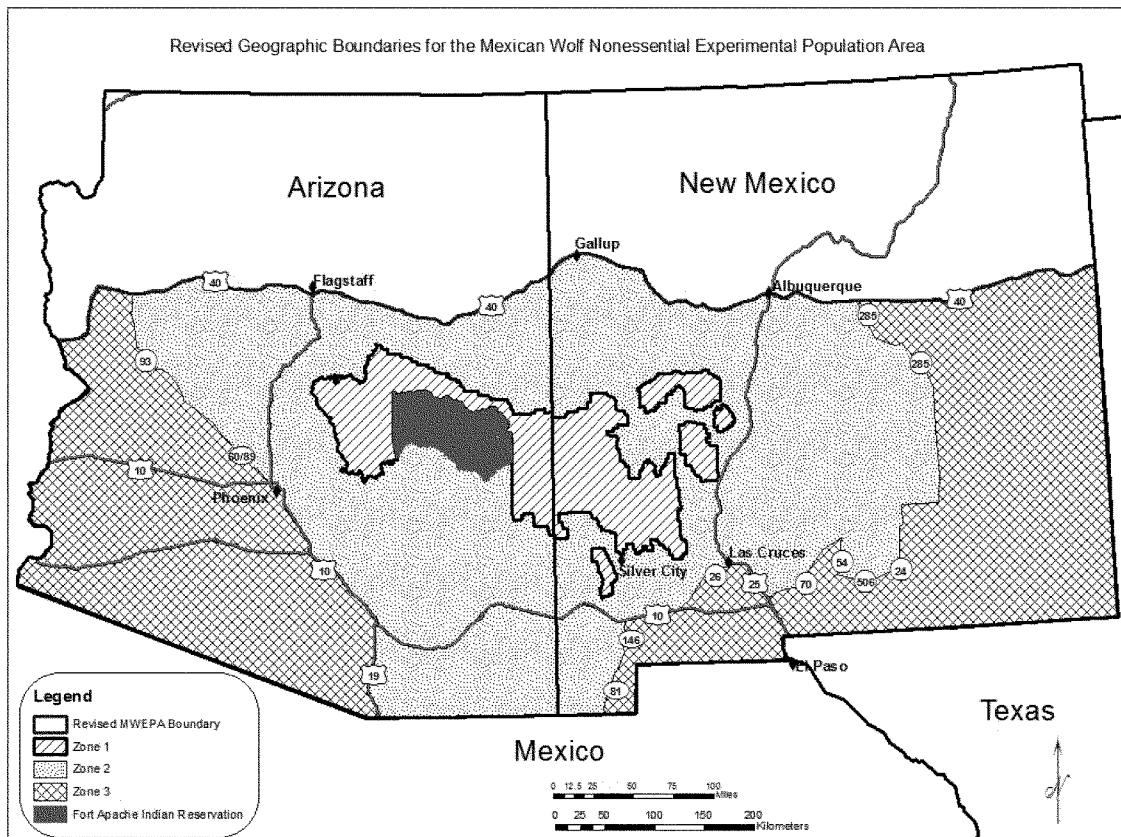 Revised Geographic Boundaries for the Mexican Wolf Nonessential Experimental Population Area
Arizona
New Mexico
Gallup
Flagstaff
40
40
Albuquerque
40
285
285
93
60/89
10
Phoenix
10
Las Cruces
Silver City
26
25
70
54
506
24
10
146
19
81
El Paso
Texas
Mexico
Legend
Revised MWEPA Boundary
Zone 1
Zone 2
Zone 3
Fort Apache Indian Reservation
0 12.5 25 50 75 100
Miles
0 25 50 100 150 200
Kilometers
N